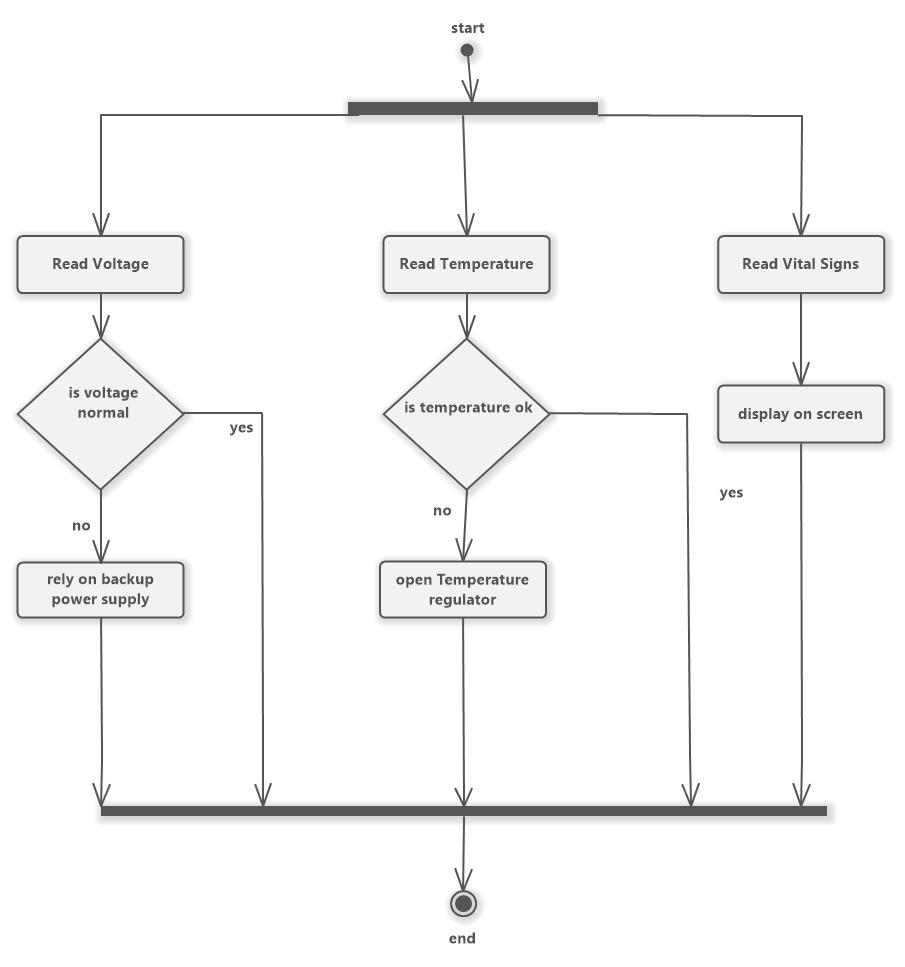 start
Read Voltage
Read Temperature
Read Vital Signs
is voltage
normal
yes
is temperature ok
display on screen
yes
no
no
rely on backup
power supply
open Temperature
regulator
end